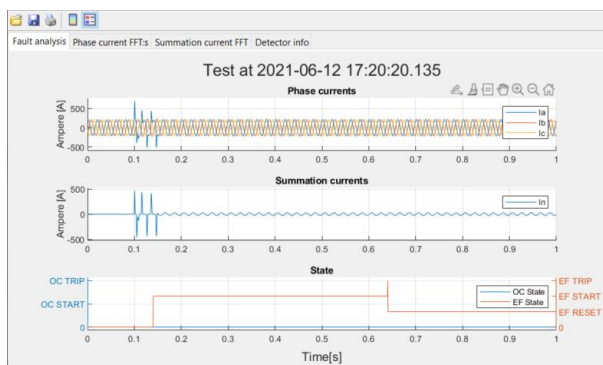 Fault analysis Phase current FFT:s Summation current FFT Detector info
Test at 2021-06-12 17:20:20.135
Phase currents
Ampere [A]
500
0
-500
Ia
Ib
Ic
0 0.1 0.2 0.3 0.4 0.5 0.6 0.7 0.8 0.9 1
Summation currents
Ampere [A]
500
0
-500
In
0 0.1 0.2 0.3 0.4 0.5 0.6 0.7 0.8 0.9 1
State
OC TRIP
OC START
0
OC State
EF State
EF TRIP
EF START
EF RESET
0
0 0.1 0.2 0.3 0.4 0.5 0.6 0.7 0.8 0.9 1
Time[s]